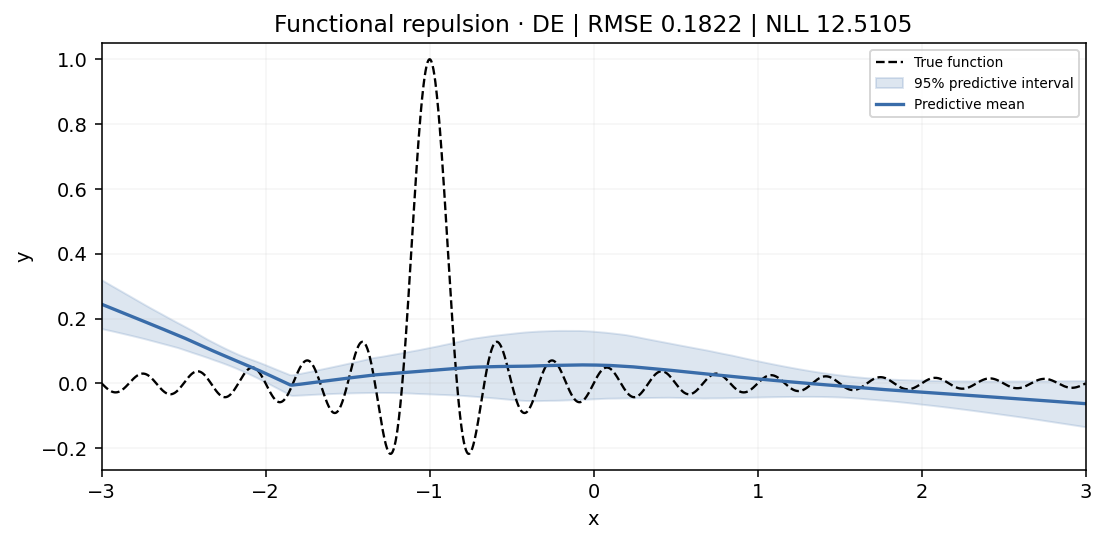 Functional repulsion · DE | RMSE 0.1822 | NLL 12.5105
True function
95% predictive interval
Predictive mean
1.0
0.8
0.6
0.4
0.2
0.0
−0.2
y
−3
−2
−1
0
1
2
3
x